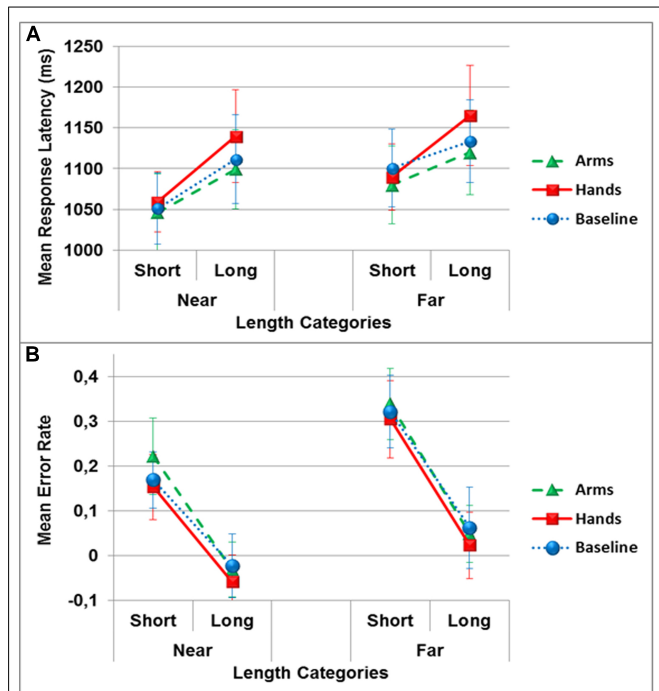 A
Mean Response Latency (ms)
1250
1200
1150
1100
1050
1000
Short Long Short Long
Near Far
Length Categories
Arms
Hands
Baseline
B
Mean Error Rate
0,4
0,3
0,2
0,1
0
-0,1
Short Long Short Long
Near Far
Length Categories
Arms
Hands
Baseline